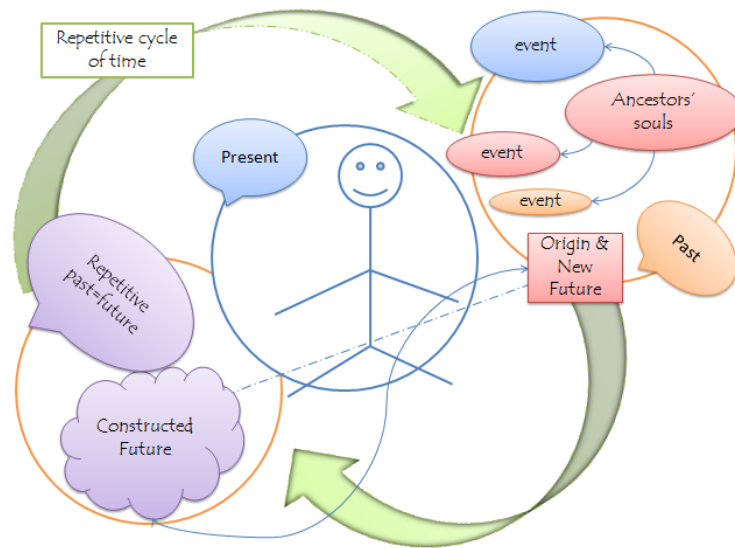 Repetitive cycle
of time
event
Ancestors'
souls
Present
event
event
Origin &
New
Future
Past
Repetitive
past=future
Constructed
Future